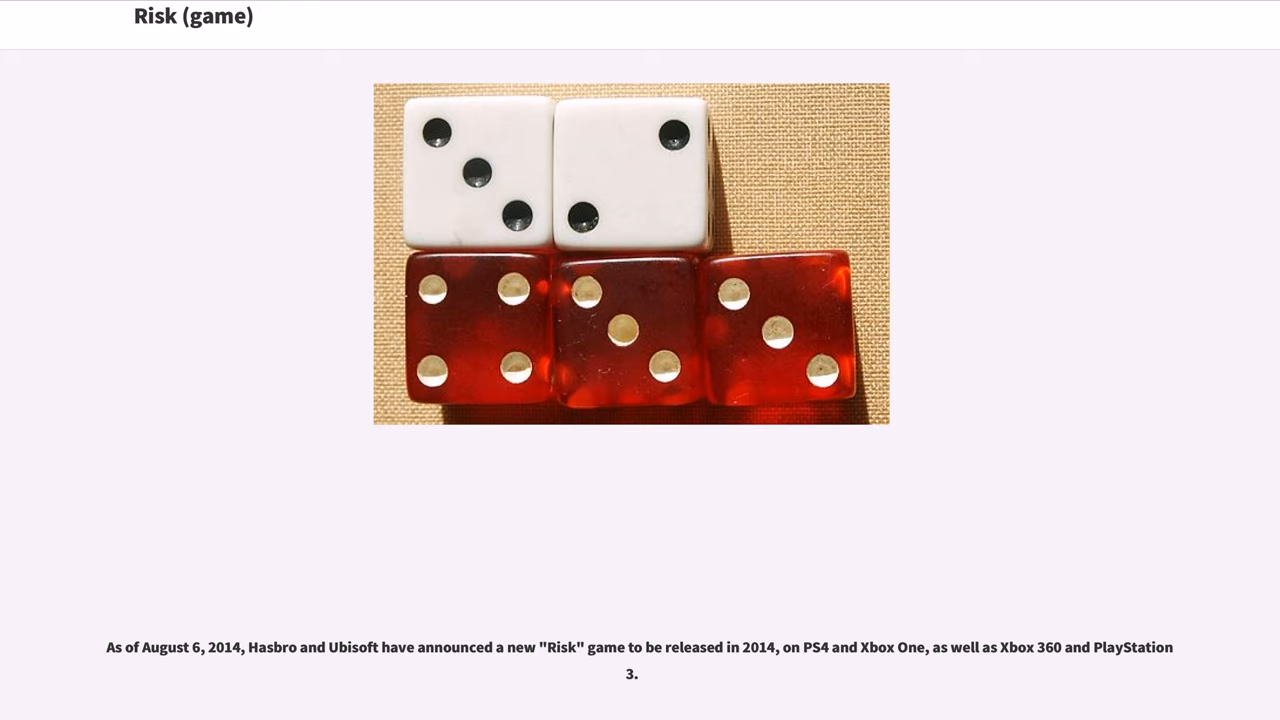 Risk (game)
As of August 6, 2014, Hasbro and Ubisoft have announced a new "Risk" game to be released in 2014, on PS4 and Xbox One, as well as Xbox 360 and PlayStation
3.